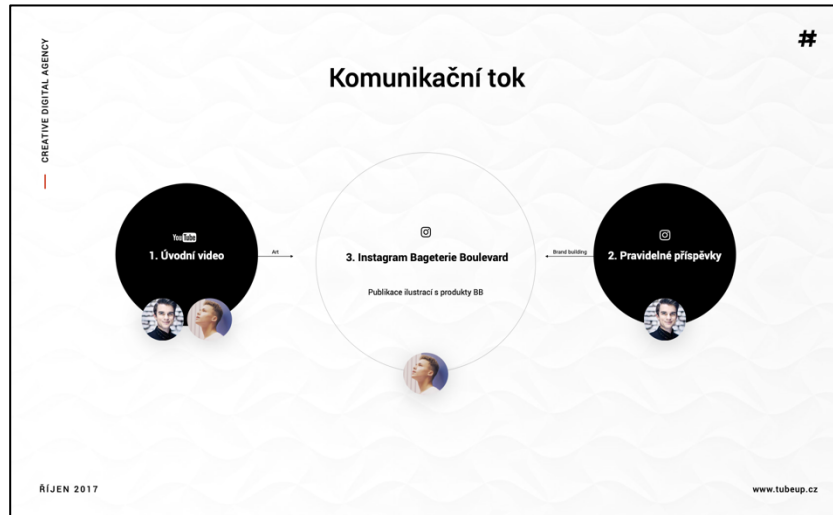 CREATIVE DIGITAL AGENCY
#
Komunikační tok
YouTube
1. Úvodní video
Art
3. Instagram Bageterie Boulevard
Publikace ilustrací s produkty BB
Brand building
2. Pravidelné příspěvky
ŘÍJEN 2017
www.tubeup.cz